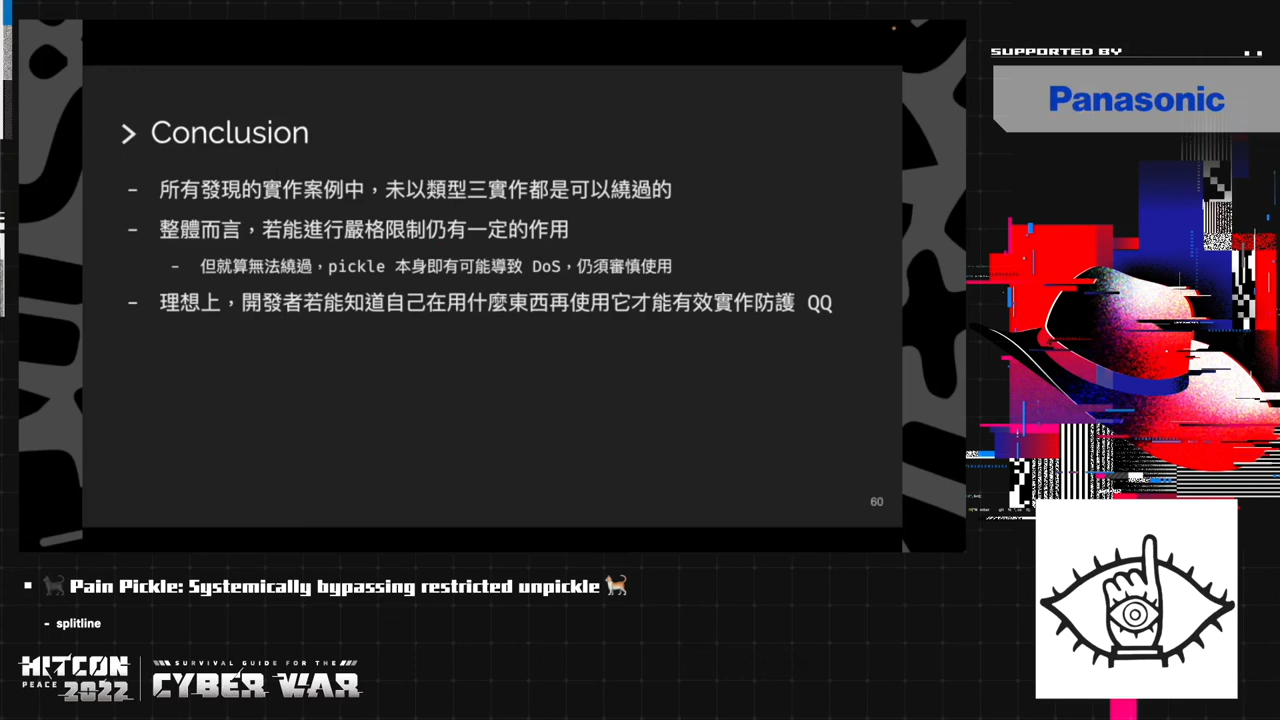 SUPPORTED BY
Panasonic
> Conclusion
- 所有發現的實作案例中，未以類型三實作都是可以繞過的
- 整體而言，若能進行嚴格限制仍有一定的作用
- 但就算無法繞過，pickle 本身即有可能導致 DoS，仍須審慎使用
- 理想上，開發者若能知道自己在用什麼東西再使用它才能有效實作防護 QQ
60
🐈‍⬛ Pain Pickle: Systemically bypassing restricted unpickle 🐈
- splitline
HITCON
PEACE 2022
SURVIVAL GUIDE FOR THE
CYBER WAR